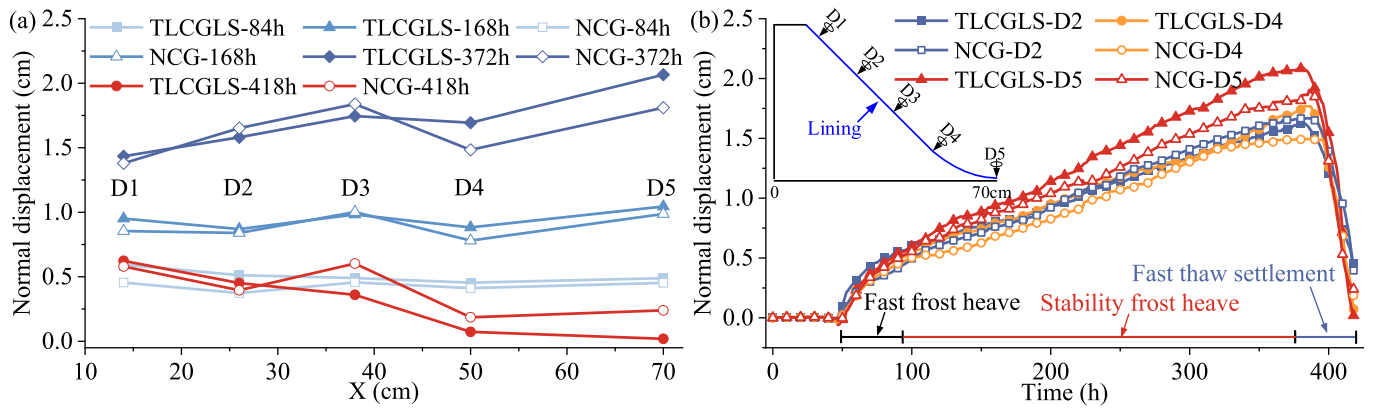 (a)
TLCGLS-84h TLCGLS-168h NCG-84h
NCG-168h TLCGLS-372h NCG-372h
TLCGLS-418h NCG-418h
Normal displacement (cm)
2.5
2.0
1.5
1.0
0.5
0.0
D1 D2 D3 D4 D5
10 20 30 40 50 60 70
X (cm)
(b)
TLCGLS-D2 TLCGLS-D4
NCG-D2 NCG-D4
TLCGLS-D5 NCG-D5
Normal displacement (cm)
2.5
2.0
1.5
1.0
0.5
0.0
D1
D2
D3
D4
D5
Lining
0 70cm
Fast thaw settlement
Fast frost heave
Stability frost heave
0 100 200 300 400
Time (h)